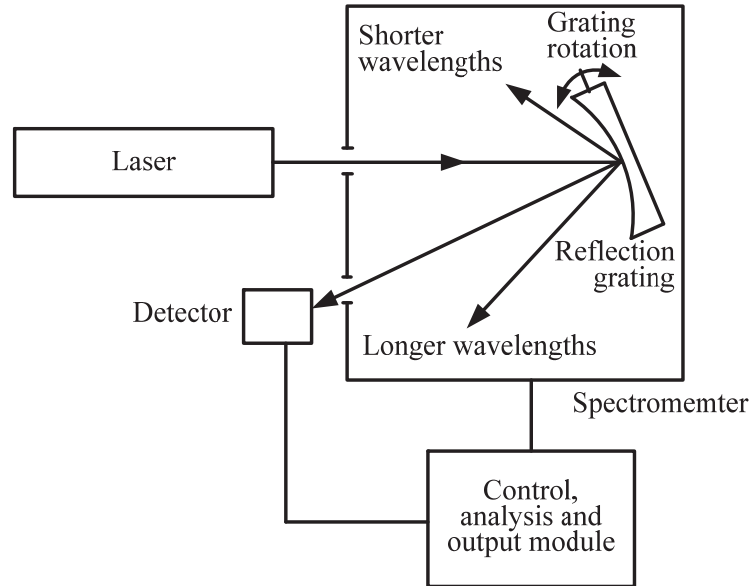 Shorter
wavelengths
Grating
rotation
Laser
Reflection
grating
Detector
Longer wavelengths
Spectromemter
Control,
analysis and
output module